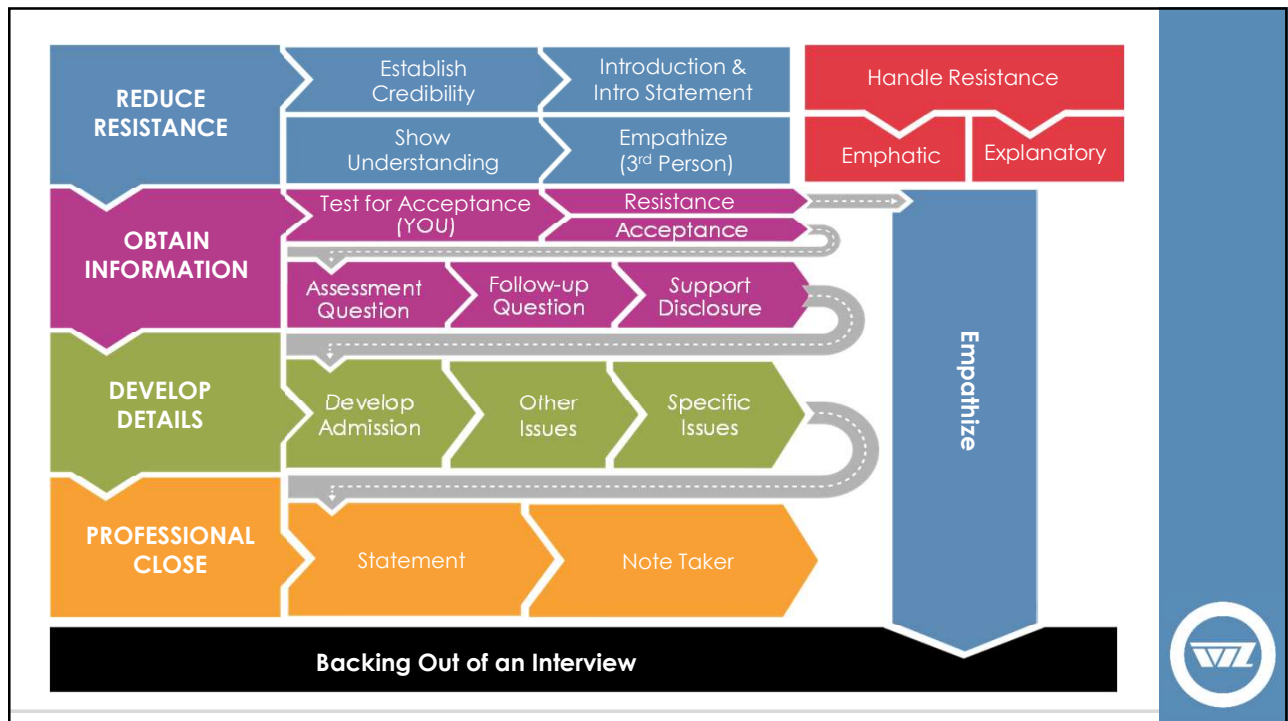 REDUCE
RESISTANCE
Establish
Credibility
Introduction &
Intro Statement
Show
Understanding
Empathize
(3rd Person)
Handle Resistance
Emphatic
Explanatory
OBTAIN
INFORMATION
Test for Acceptance
(YOU)
Resistance
Acceptance
Assessment
Question
Follow-up
Question
Support
Disclosure
Empathize
DEVELOP
DETAILS
Develop
Admission
Other
Issues
Specific
Issues
PROFESSIONAL
CLOSE
Statement
Note Taker
Backing Out of an Interview
WZ